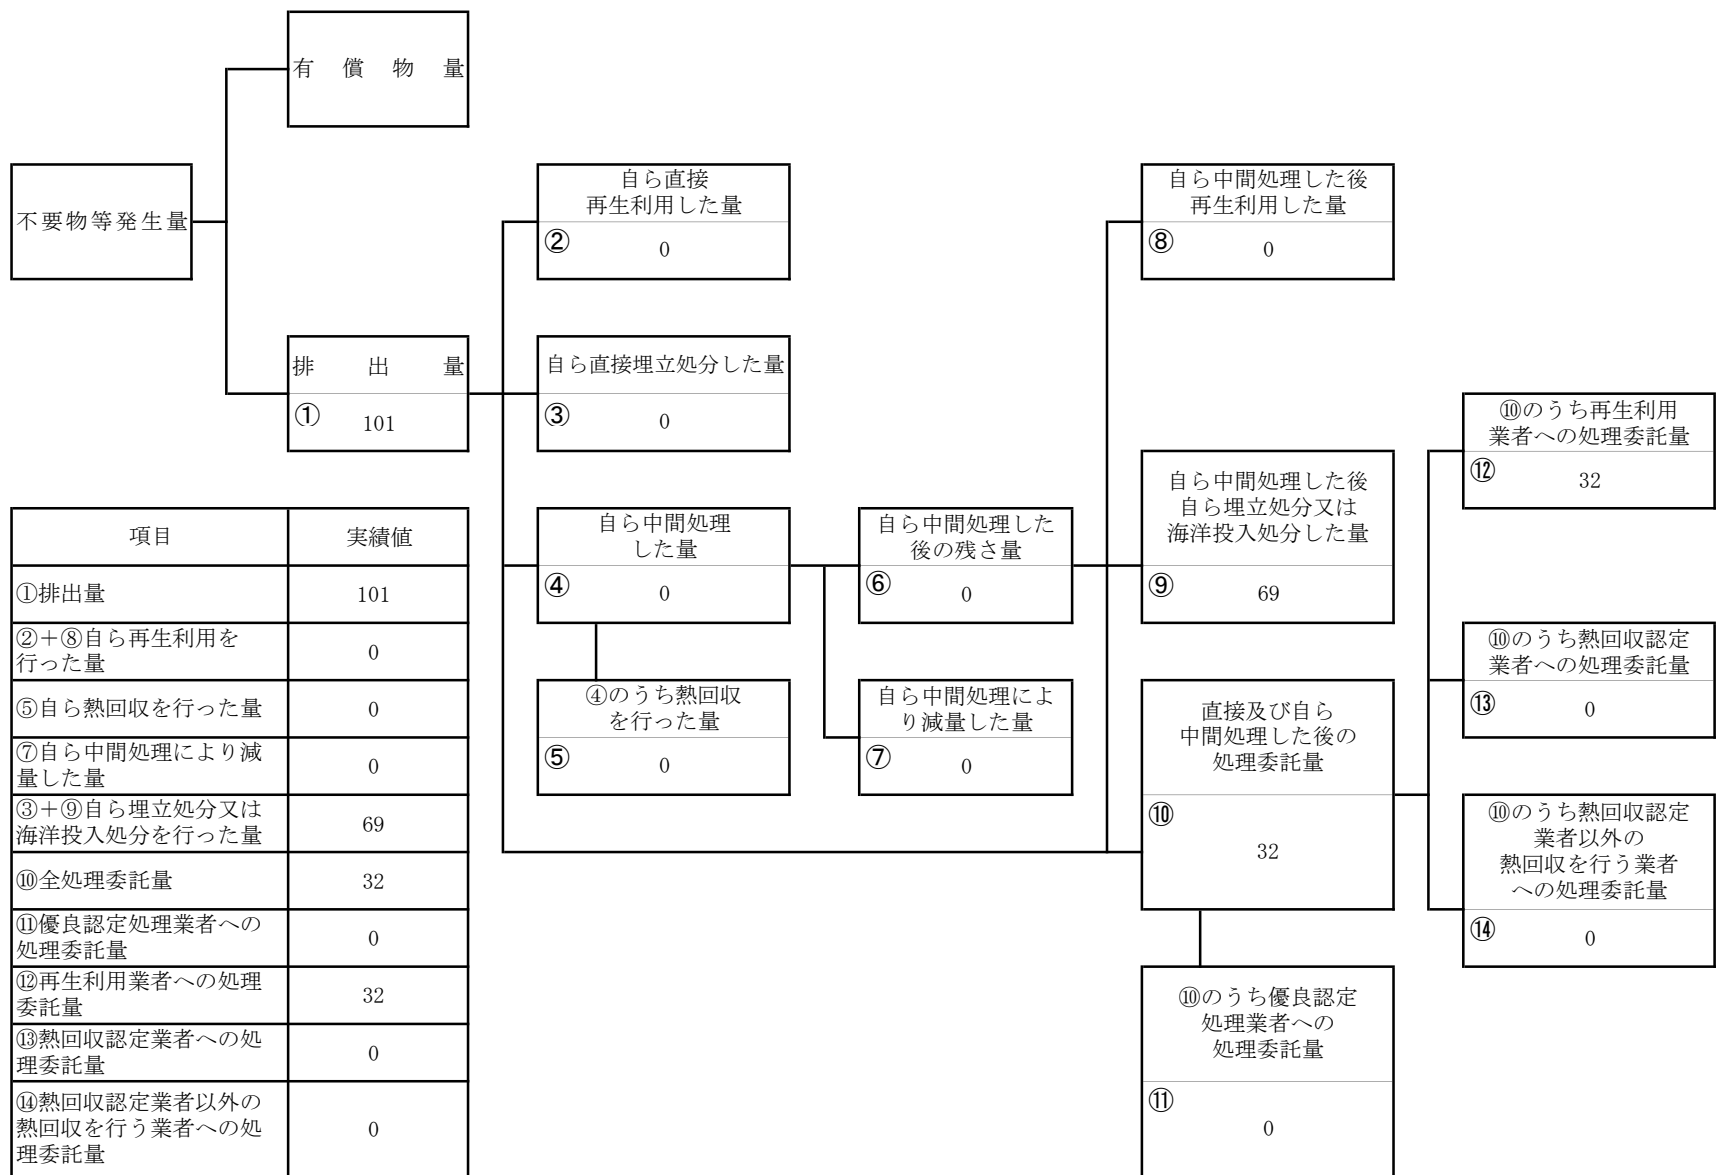 有償物量
不要物等発生量
自ら直接
再生利用した量
②
0
自ら中間処理した後
再生利用した量
⑧
0
排出量
①
101
自ら直接埋立処分した量
③
0
⑩のうち再生利用
業者への処理委託量
⑫
32
自ら中間処理
した量
④
0
自ら中間処理した
後の残さ量
⑥
0
自ら中間処理した後
自ら埋立処分又は
海洋投入処分した量
⑨
69
⑩のうち熱回収認定
業者への処理委託量
⑬
0
④のうち熱回収
を行った量
⑤
0
自ら中間処理によ
り減量した量
⑦
0
直接及び自ら
中間処理した後の
処理委託量
⑩
32
⑩のうち熱回収認定
業者以外の
熱回収を行う業者
への処理委託量
⑭
0
⑩のうち優良認定
処理業者への
処理委託量
⑪
0
項目 実績値
①排出量 101
②+⑧自ら再生利用を
行った量 0
⑤自ら熱回収を行った量 0
⑦自ら中間処理により減
量した量 0
③+⑨自ら埋立処分又は
海洋投入処分を行った量 69
⑩全処理委託量 32
⑪優良認定処理業者への
処理委託量 0
⑫再生利用業者への処理
委託量 32
⑬熱回収認定業者への処
理委託量 0
⑭熱回収認定業者以外の
熱回収を行う業者への処
理委託量 0